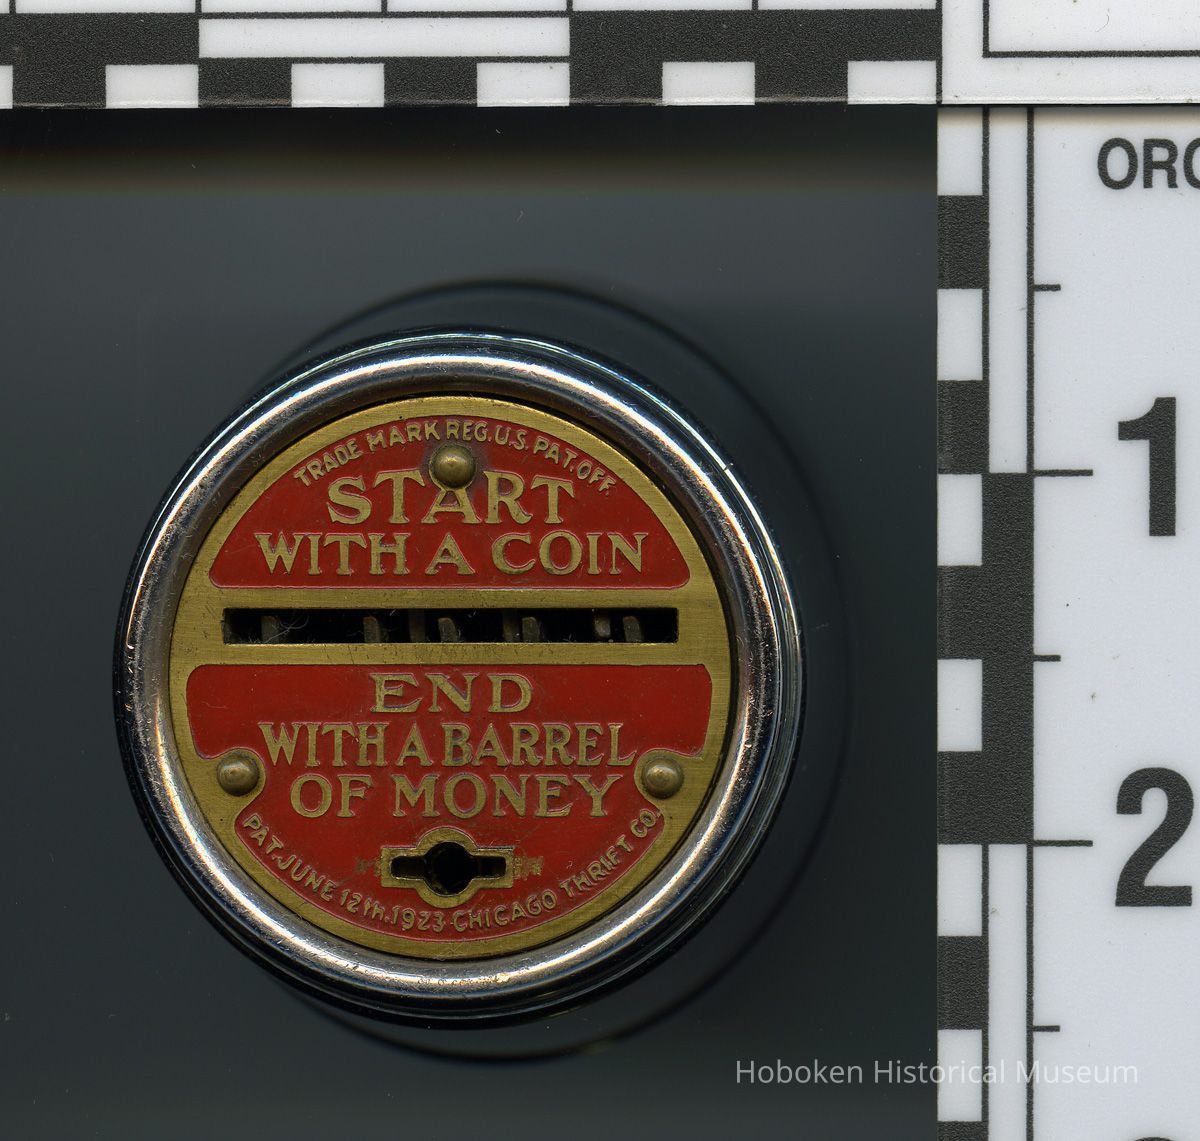 ORG
TRADE MARK REG. U.S. PAT. OFF.
START
WITH A COIN
1
END
WITH A BARREL
OF MONEY
PAT. JUNE 12th. 1923 CHICAGO THRIFT CO.
2
Hoboken Historical Museum